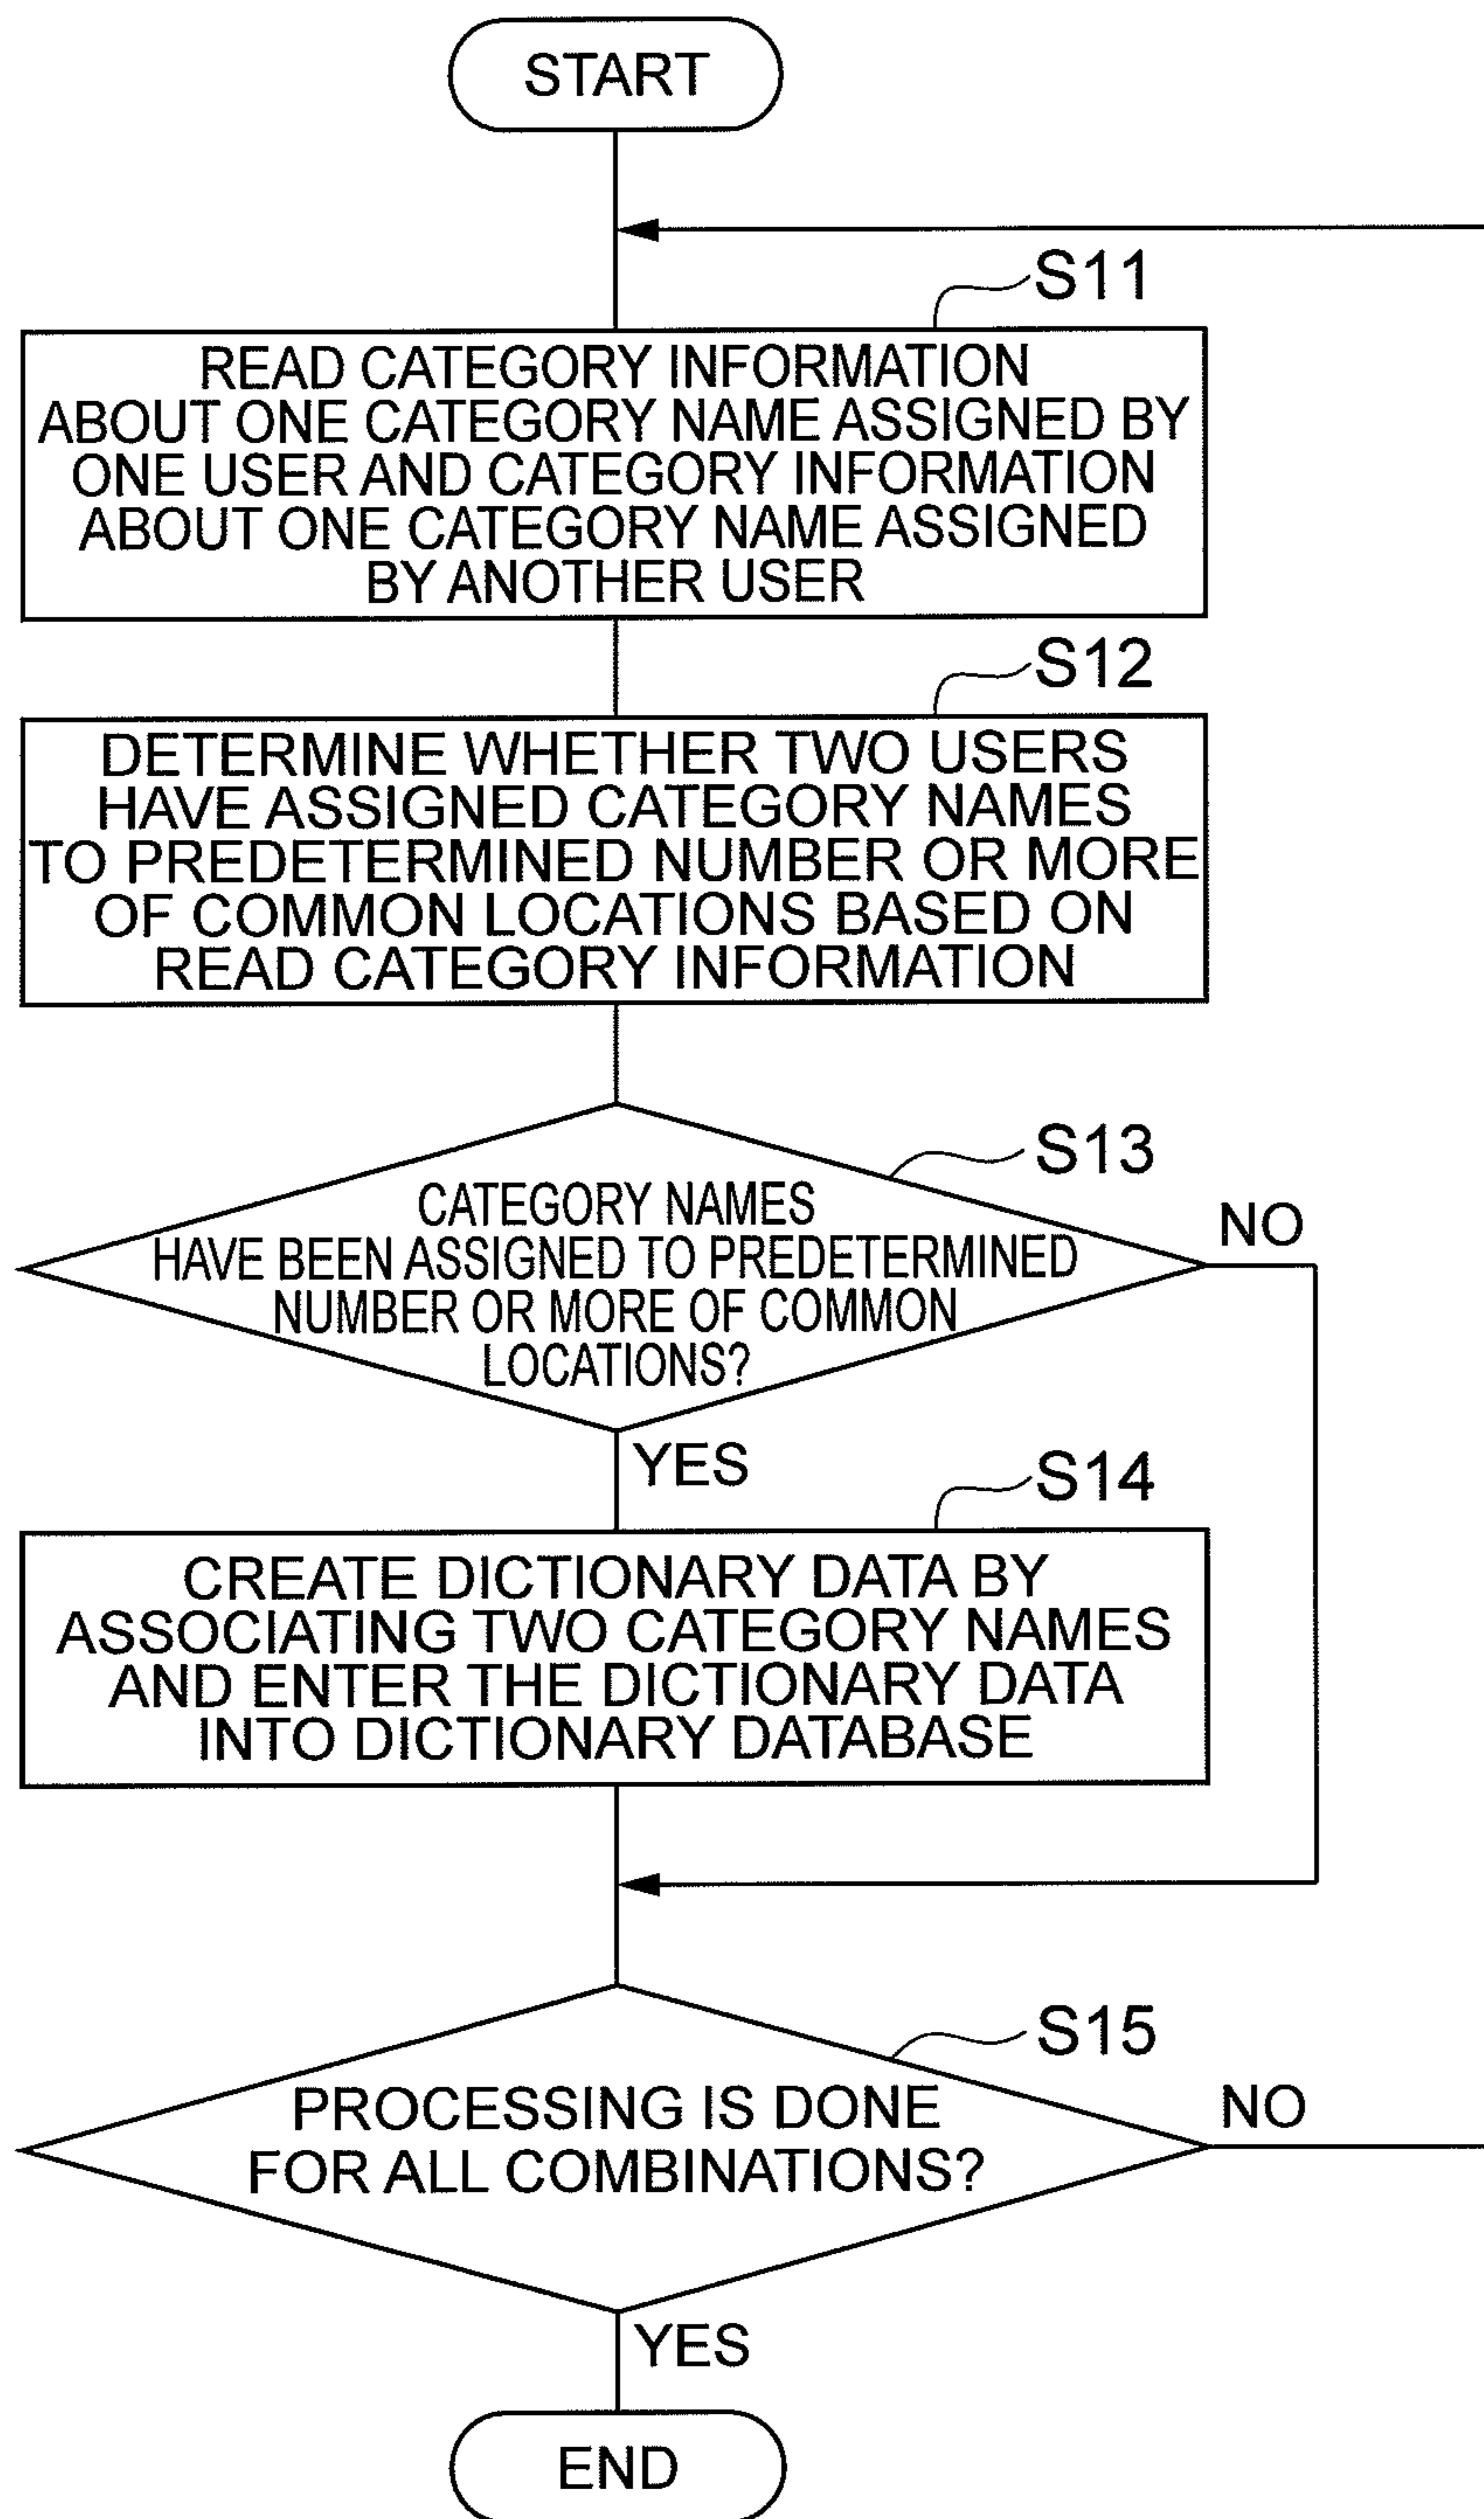 START
S11
READ CATEGORY INFORMATION
ABOUT ONE CATEGORY NAME ASSIGNED BY
ONE USER AND CATEGORY INFORMATION
ABOUT ONE CATEGORY NAME ASSIGNED
BY ANOTHER USER
S12
DETERMINE WHETHER TWO USERS
HAVE ASSIGNED CATEGORY NAMES
TO PREDETERMINED NUMBER OR MORE
OF COMMON LOCATIONS BASED ON
READ CATEGORY INFORMATION
S13
CATEGORY NAMES
HAVE BEEN ASSIGNED TO PREDETERMINED
NUMBER OR MORE OF COMMON
LOCATIONS?
NO
YES
S14
CREATE DICTIONARY DATA BY
ASSOCIATING TWO CATEGORY NAMES
AND ENTER THE DICTIONARY DATA
INTO DICTIONARY DATABASE
S15
PROCESSING IS DONE
FOR ALL COMBINATIONS?
NO
YES
END